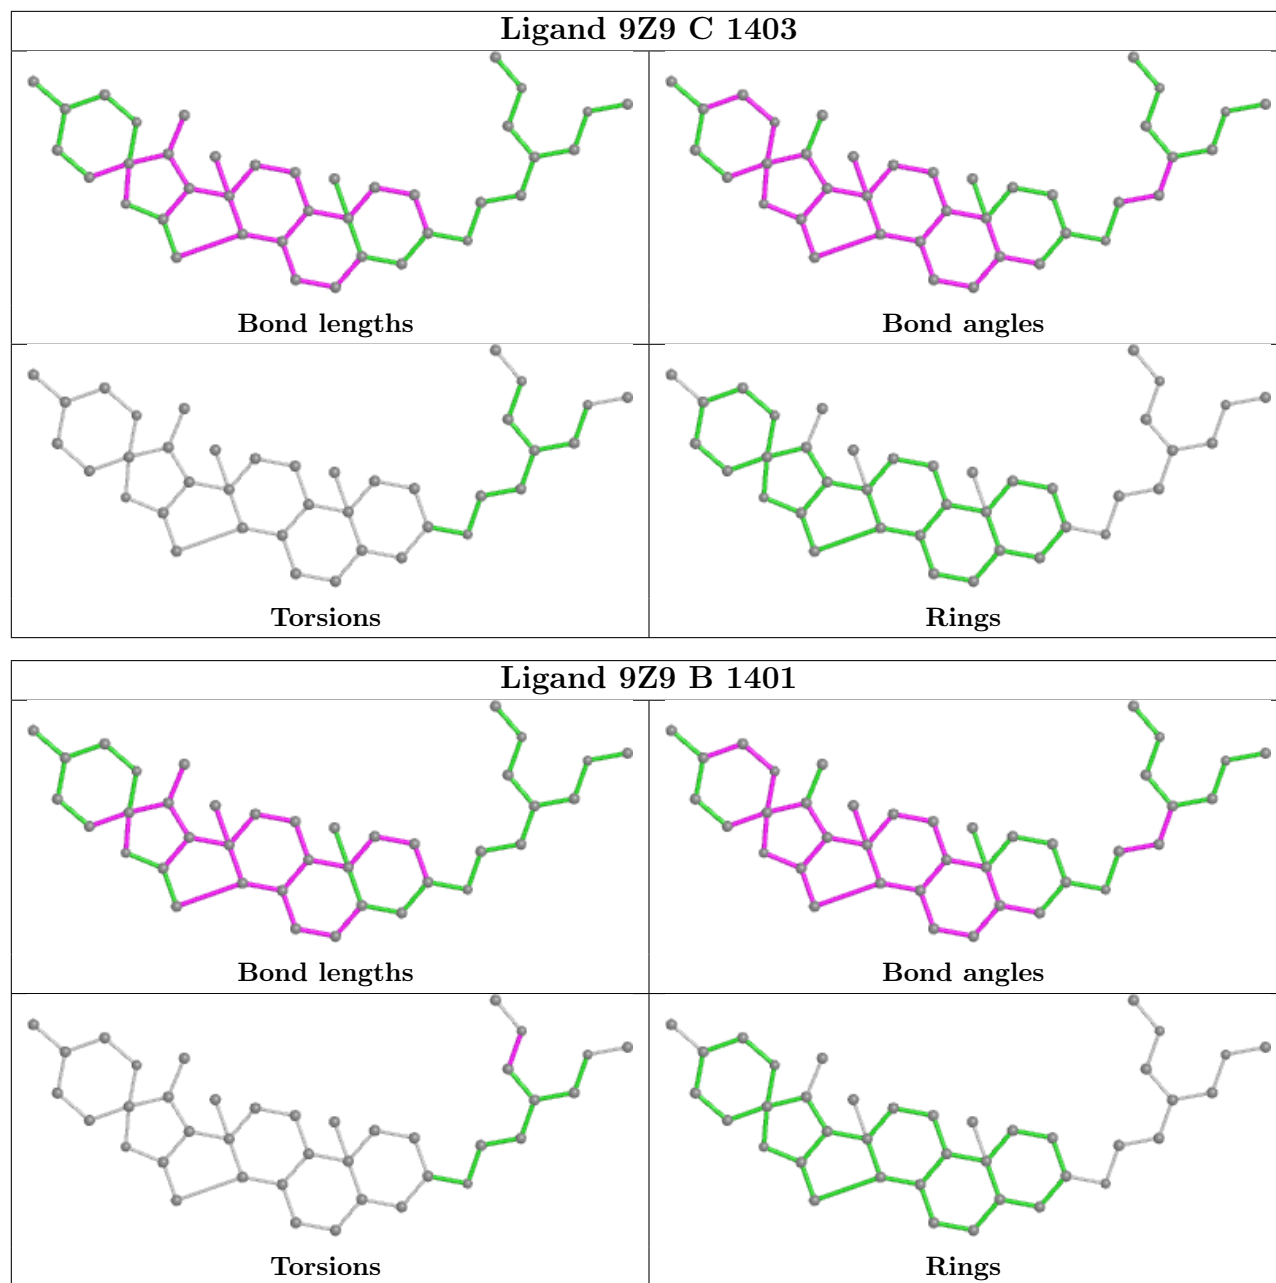 Ligand 9Z9 C 1403
Bond lengths
Bond angles
Torsions
Rings
Ligand 9Z9 B 1401
Bond lengths
Bond angles
Torsions
Rings